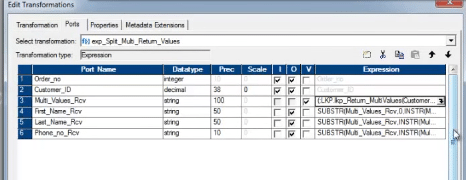 Edit Transformations
Transformation Ports Properties Metadata Extensions
Select transformation: f(x) exp_Split_Multi_Return_Values
Transformation type: Expression
Port Name Datatype Prec Scale I O V Expression
1 Order_no integer 10 0 Order_no
2 Customer_ID decimal 38 0 Customer_ID
3 Multi_Values_Rcv string 100 0 (:LKP.lkp_Return_MultiValues(Customer...
4 First_Name_Rcv string 50 0 SUBSTR(Multi_Values_Rcv,0,INSTR(M...
5 Last_Name_Rcv string 50 0 SUBSTR(Multi_Values_Rcv,INSTR(Mul...
6 Phone_no_Rcv string 10 0 SUBSTR(Multi_Values_Rcv,INSTR(Mul...